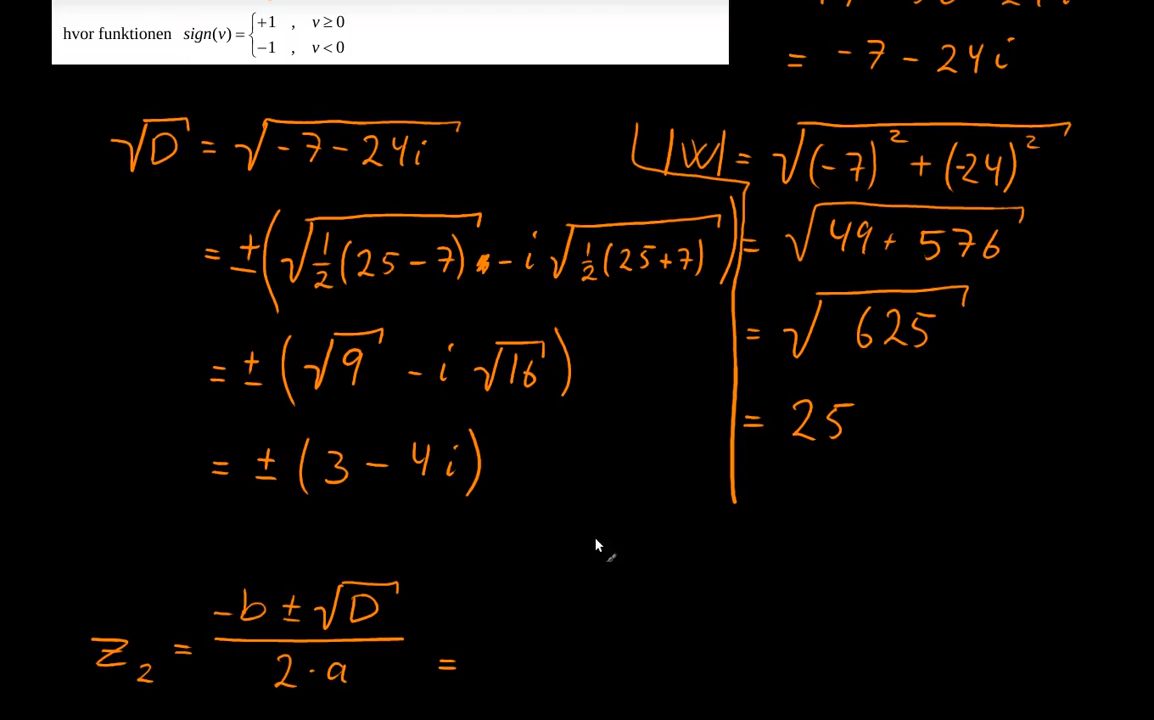 hvor funktionen sign(v) = { +1 , v ≥ 0
−1 , v < 0
= -7 - 24i
√D = √(-7 - 24i)
= ±(√(1/2(25 - 7)) - i √(1/2(25+7)))
= ±(√9 - i √16)
= ±(3 - 4i)
|w| = √((-7)² + (-24)²)
= √(49 + 576)
= √625
= 25
z₂ = (-b ± √D)/(2·a) =